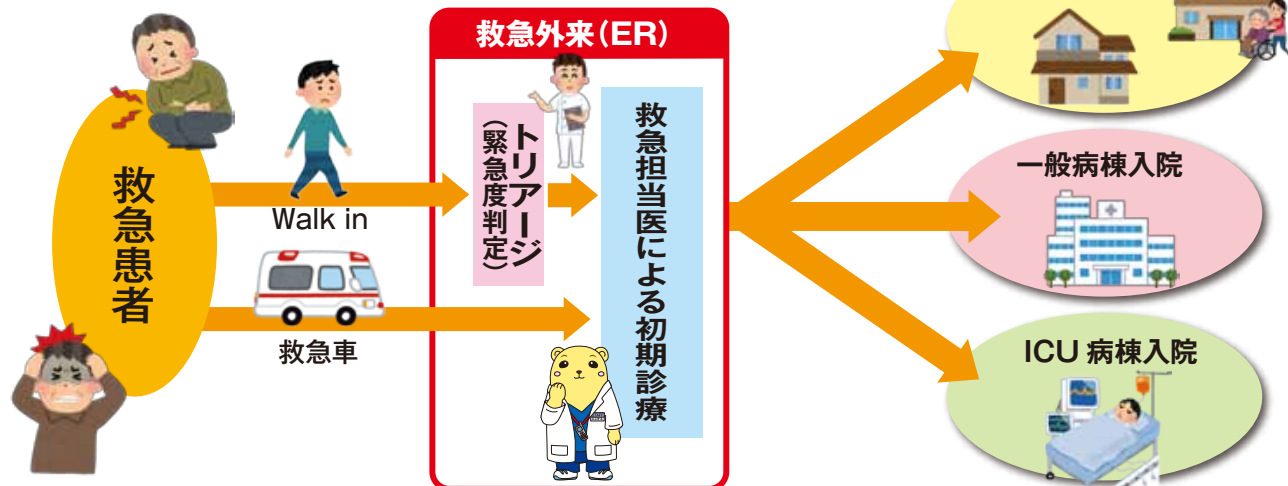 救急外来（ER）
救急患者
Walk in
救急車
トリアージ
（緊急度判定）
救急担当医による初期診療
一般病棟入院
ICU 病棟入院